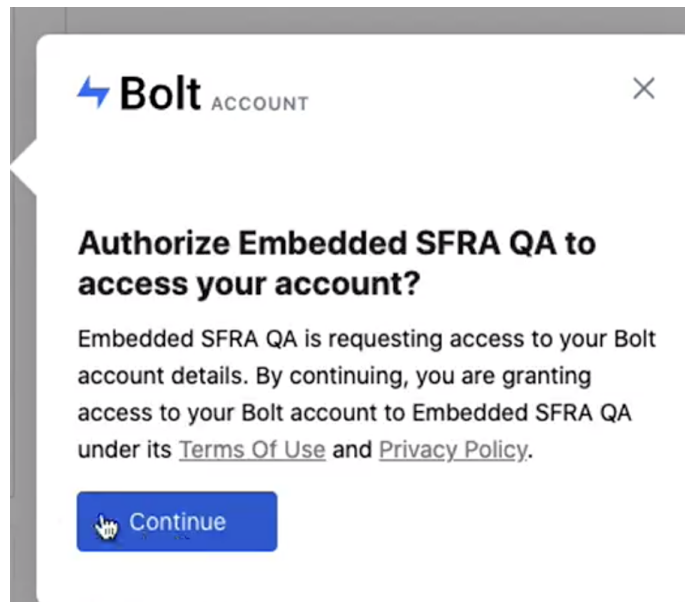 Bolt ACCOUNT
Authorize Embedded SFRA QA to
access your account?
Embedded SFRA QA is requesting access to your Bolt
account details. By continuing, you are granting
access to your Bolt account to Embedded SFRA QA
under its Terms Of Use and Privacy Policy.
Continue